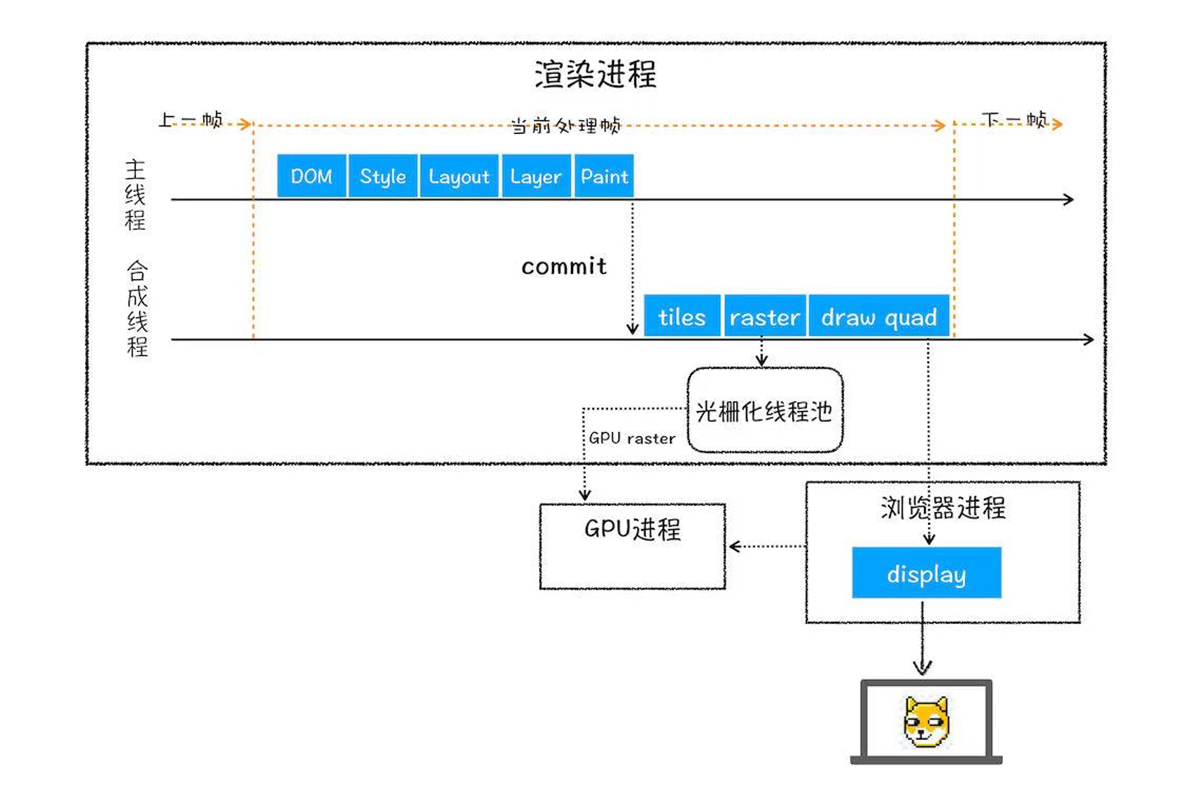 渲染进程
上一帧
当前处理帧
下一帧
主线程
DOM
Style
Layout
Layer
Paint
commit
合成线程
tiles
raster
draw quad
光栅化线程池
GPU raster
GPU进程
浏览器进程
display